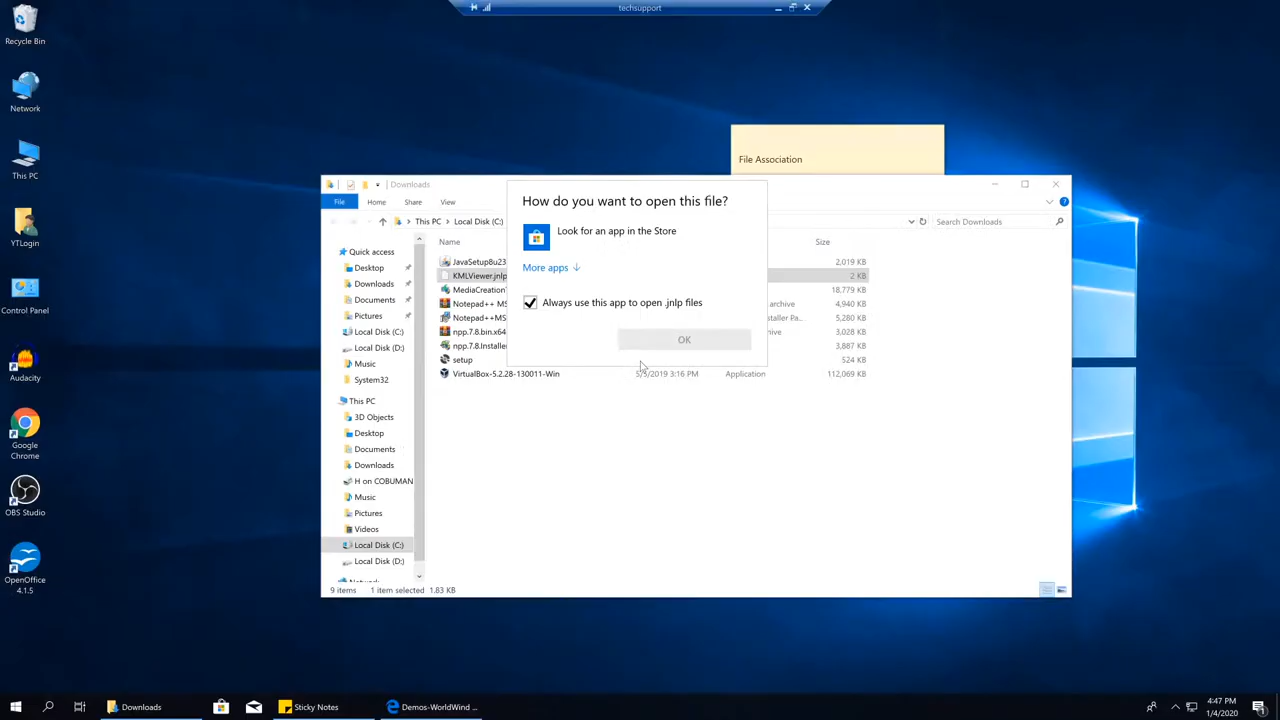 techsupport
Recycle Bin
Network
This PC
YTLogin
Control Panel
Audacity
Google
Chrome
OBS Studio
OpenOffice
4.1.5
File Association
Downloads
File Home Share View
This PC Local Disk (C:)
Search Downloads
Name
Size
Quick access
Desktop
Downloads
Documents
Pictures
Local Disk (C:)
Local Disk (D:)
Music
System32
This PC
3D Objects
Desktop
Documents
Downloads
H on COBUMAN
Music
Pictures
Videos
Local Disk (C:)
Local Disk (D:)
Network
JavaSetup8u23 2,019 KB
KMLViewer.jnlp 2 KB
MediaCreation 18,779 KB
Notepad++ MS archive 4,940 KB
Notepad++MS staller Pa... 5,280 KB
npp.7.8.bin.x64 hive 3,028 KB
npp.7.8.Installe 3,887 KB
setup 524 KB
VirtualBox-5.2.28-130011-Win 5/5/2019 3:16 PM Application 112,069 KB
How do you want to open this file?
Look for an app in the Store
More apps
Always use this app to open .jnlp files
OK
9 items 1 item selected 1.83 KB
Downloads
Sticky Notes
Demos-WorldWind ...
4:47 PM
1/4/2020
1